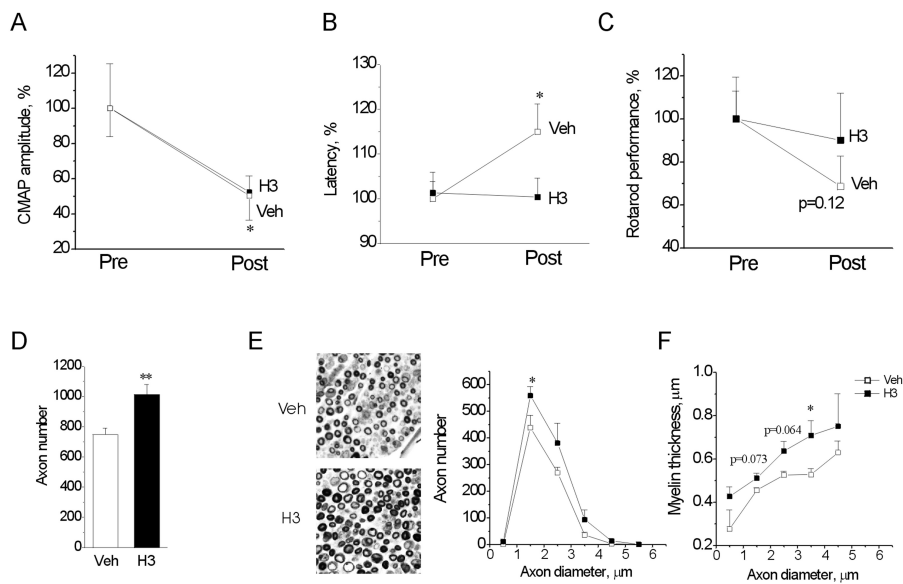 A
CMAP amplitude, %
120
100
80
60
40
20
H3
Veh
*
Pre Post
B
Latency, %
120
110
100
90
*
Veh
H3
Pre Post
C
Rotarod performance, %
140
120
100
80
60
40
H3
Veh
p=0.12
Pre Post
D
Axon number
1200
1000
800
600
400
200
0
**
Veh H3
E
Veh
H3
Axon number
600
500
400
300
200
100
0
*
0 1 2 3 4 5 6
Axon diameter, μm
F
Myelin thickness, μm
1.0
0.8
0.6
0.4
0.2
Veh
H3
*
p=0.064
p=0.073
0 1 2 3 4 5 6
Axon diameter, μm